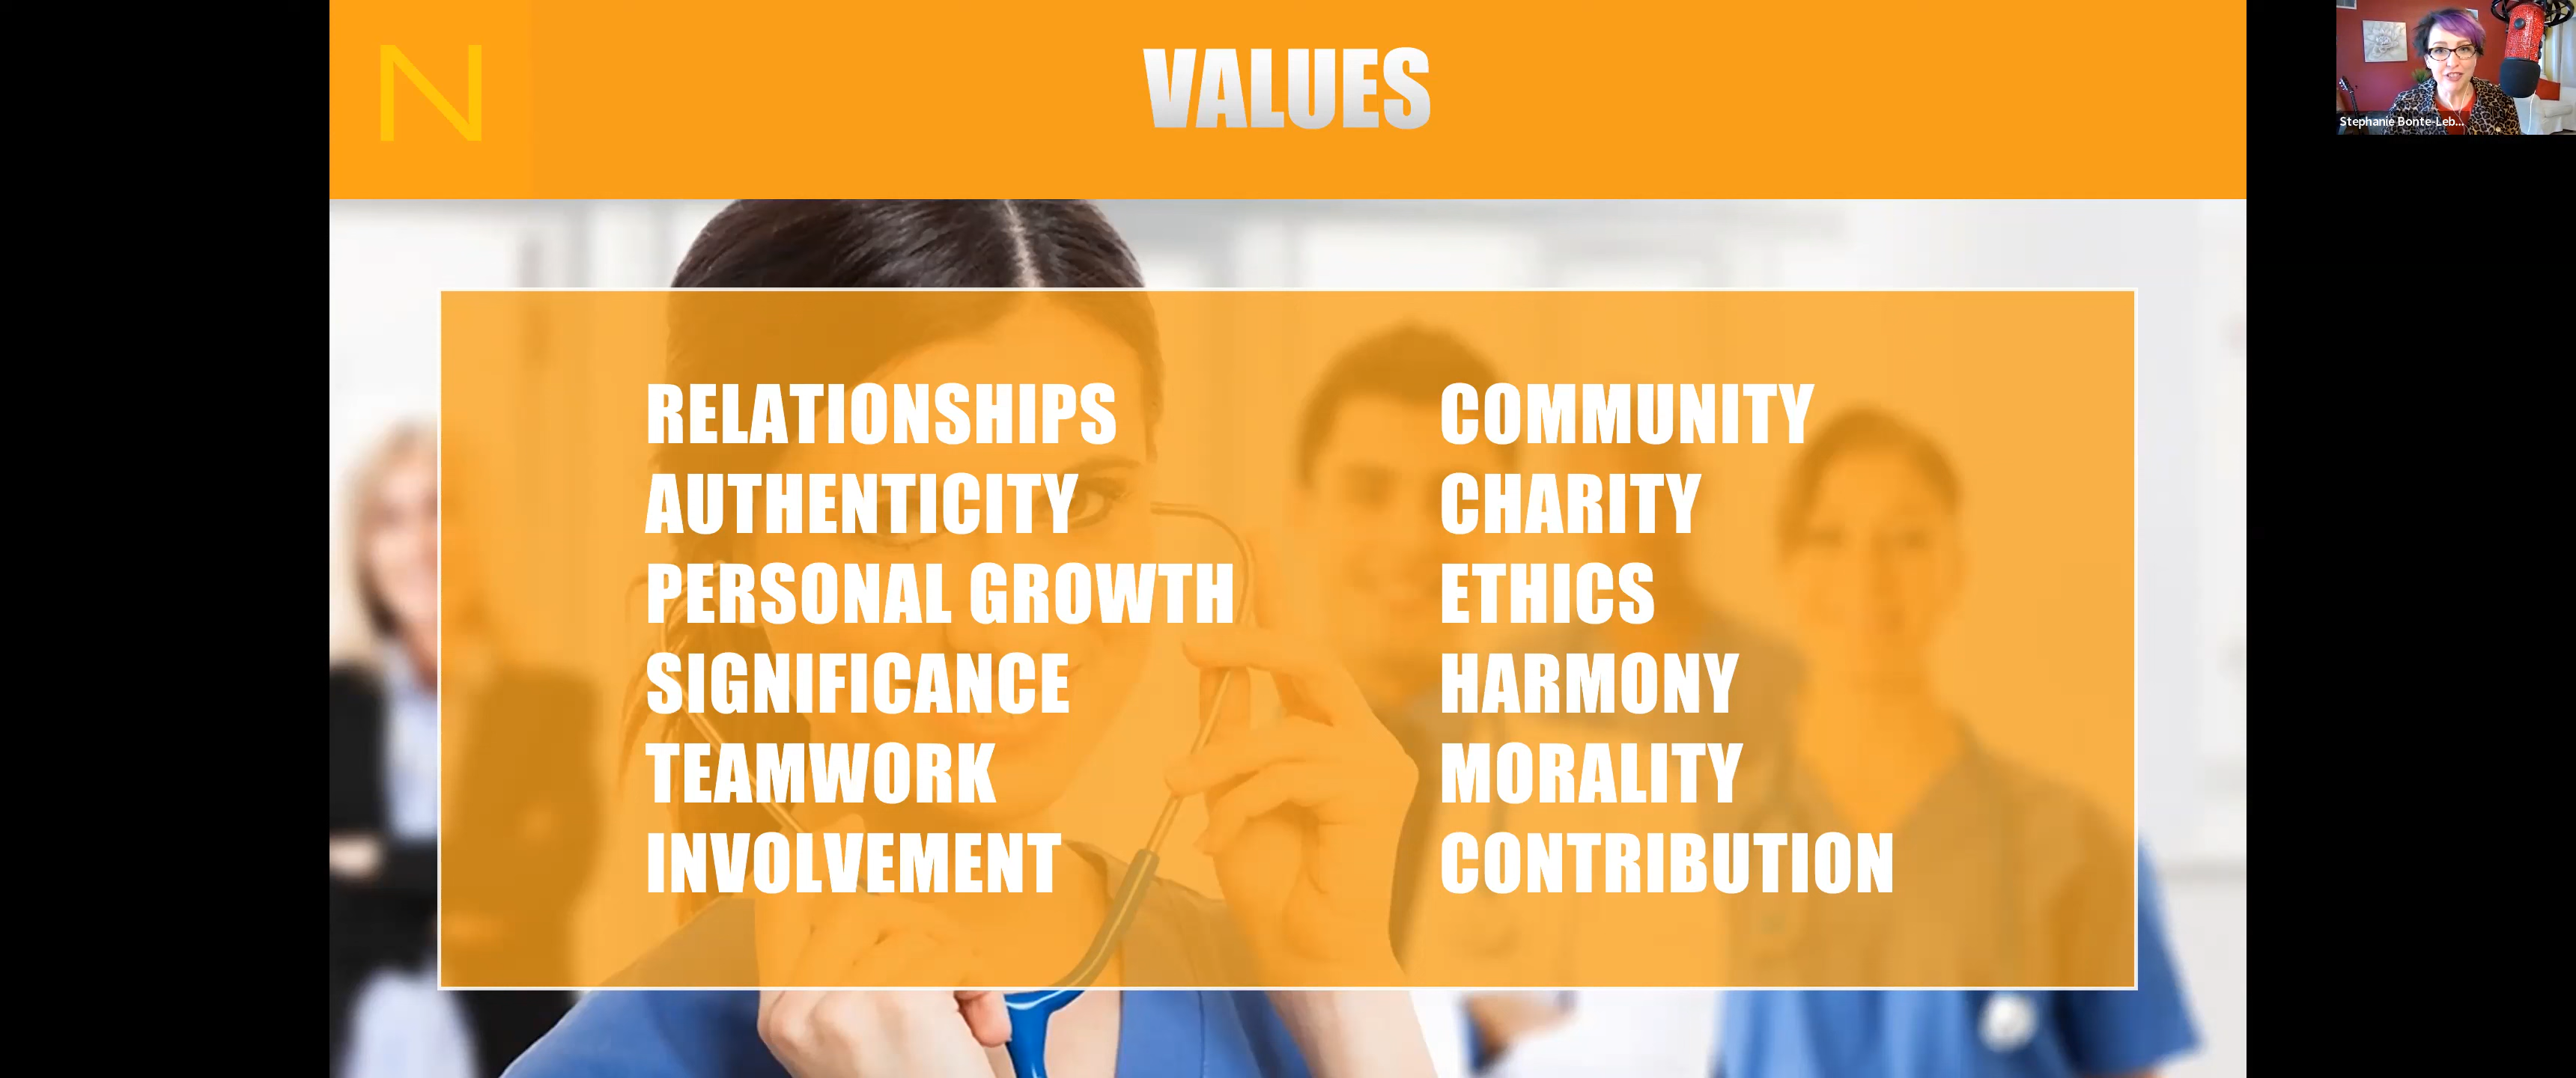 N
VALUES
RELATIONSHIPS
AUTHENTICITY
PERSONAL GROWTH
SIGNIFICANCE
TEAMWORK
INVOLVEMENT
COMMUNITY
CHARITY
ETHICS
HARMONY
MORALITY
CONTRIBUTION
Stephanie Bonte-Leb...